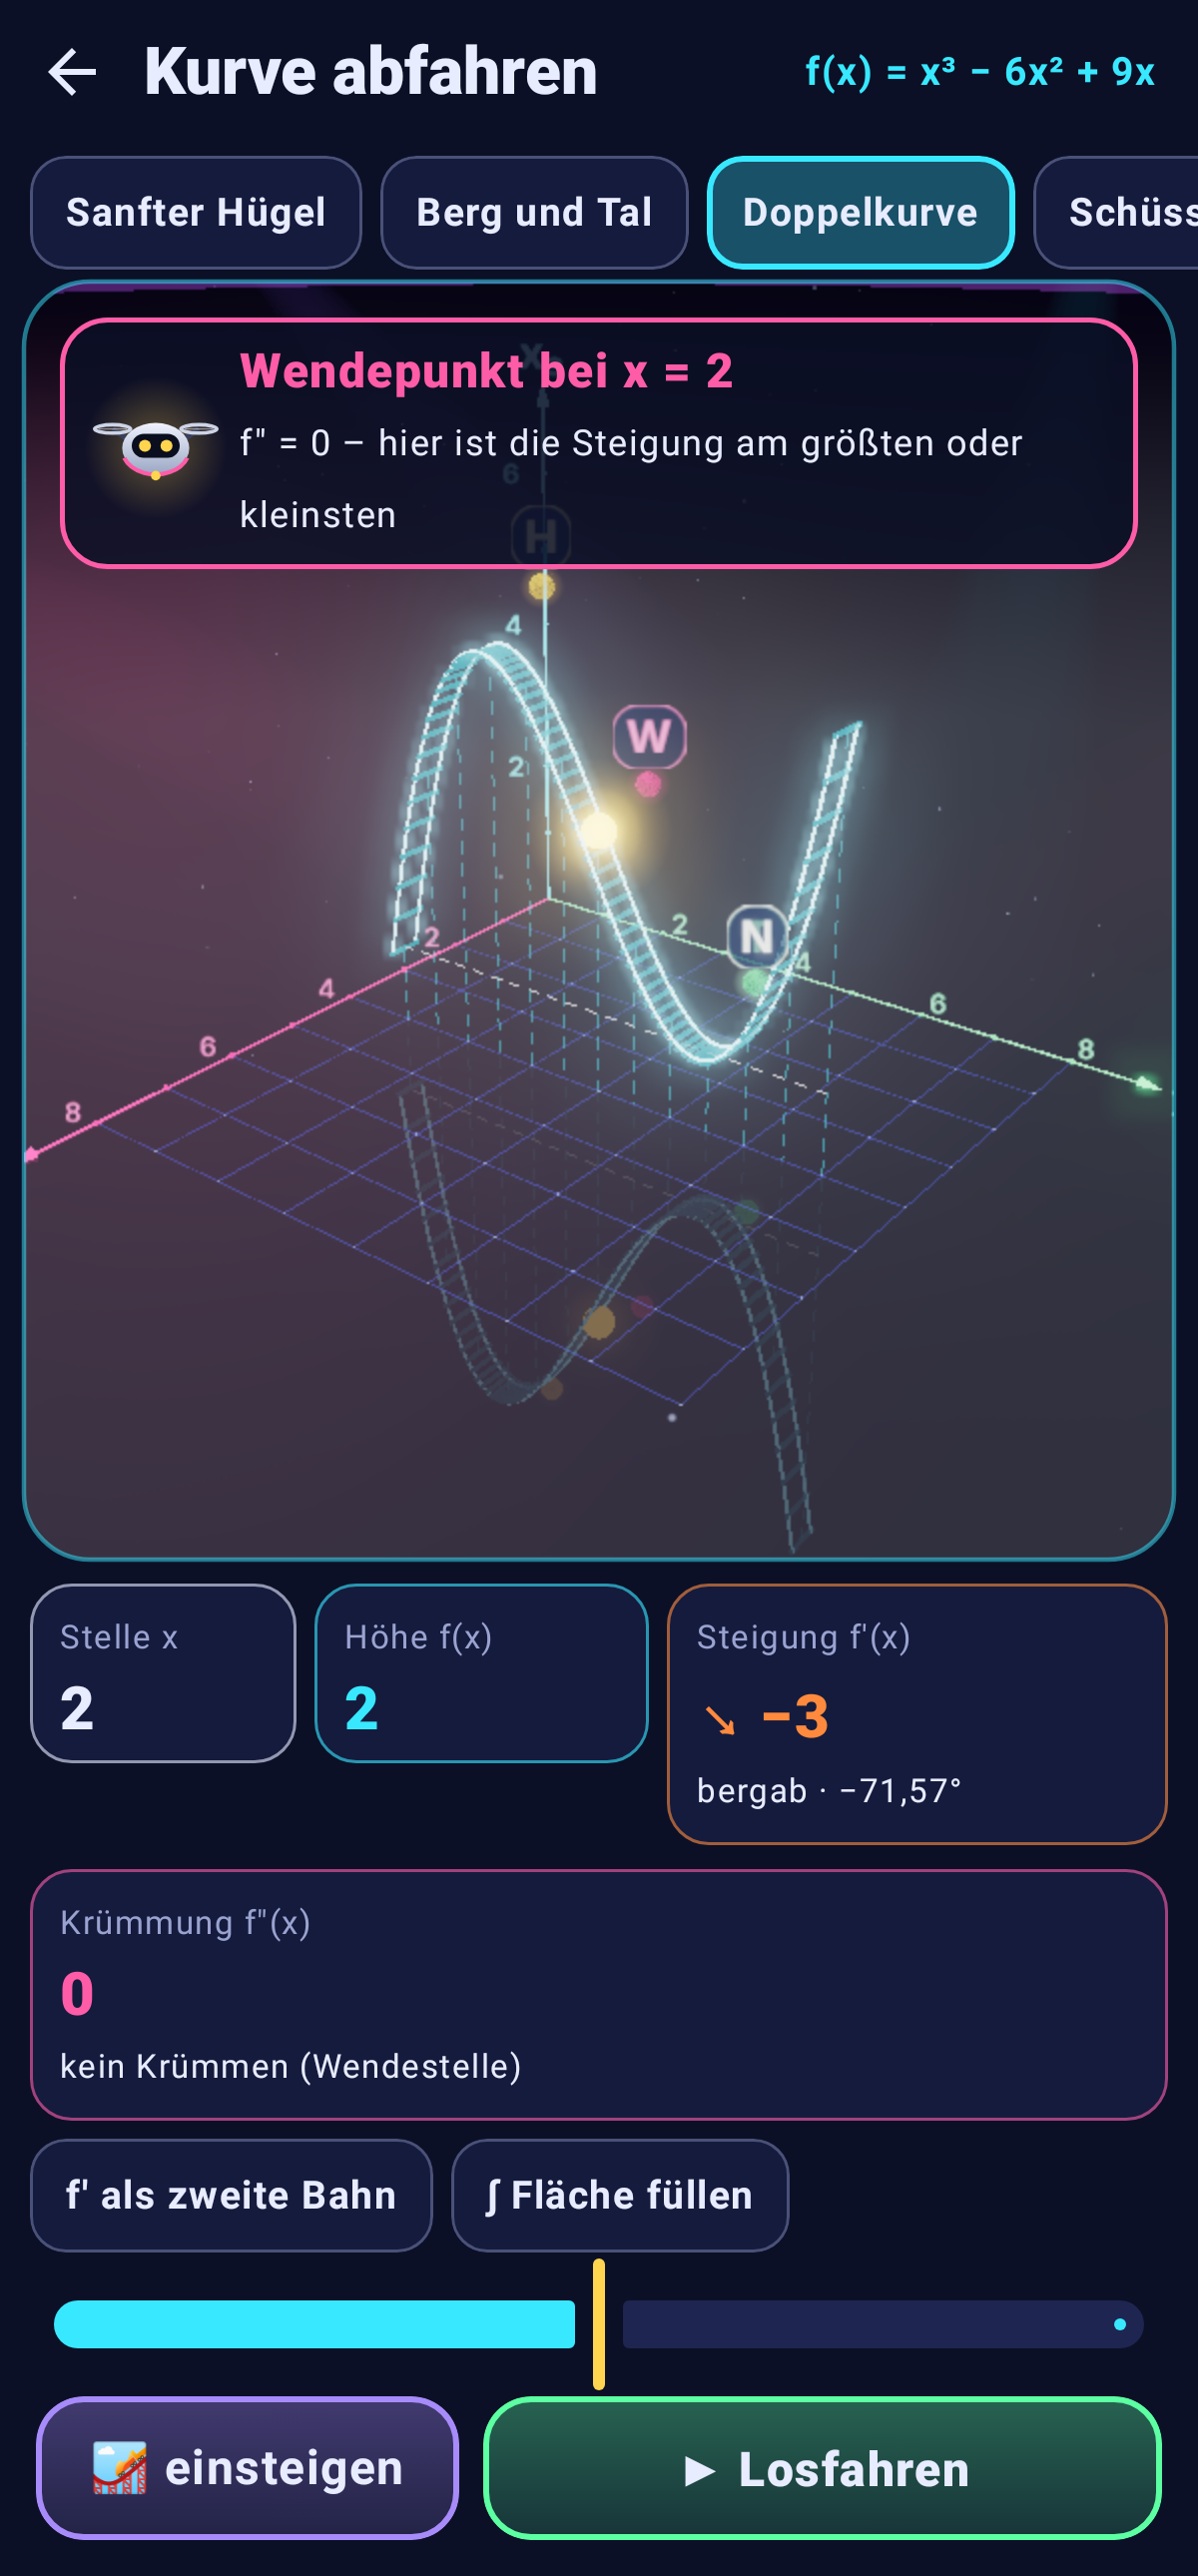 Kurve abfahren
f(x) = x³ − 6x² + 9x
Sanfter Hügel
Berg und Tal
Doppelkurve
Schüss
Wendepunkt bei x = 2
f" = 0 – hier ist die Steigung am größten oder
kleinsten
6
H
4
W
2
N
2
2
4
4
6
6
8
8
Stelle x
2
Höhe f(x)
2
Steigung f'(x)
↘ −3
bergab · −71,57°
Krümmung f"(x)
0
kein Krümmen (Wendestelle)
f' als zweite Bahn
∫ Fläche füllen
einsteigen
► Losfahren